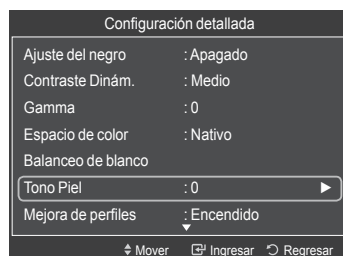 Configuración detallada
Ajuste del negro : Apagado
Contraste Dinám. : Medio
Gamma : 0
Espacio de color : Nativo
Balanceo de blanco
Tono Piel : 0 ►
Mejora de perfiles : Encendido
▼
Mover Ingresar Regresar